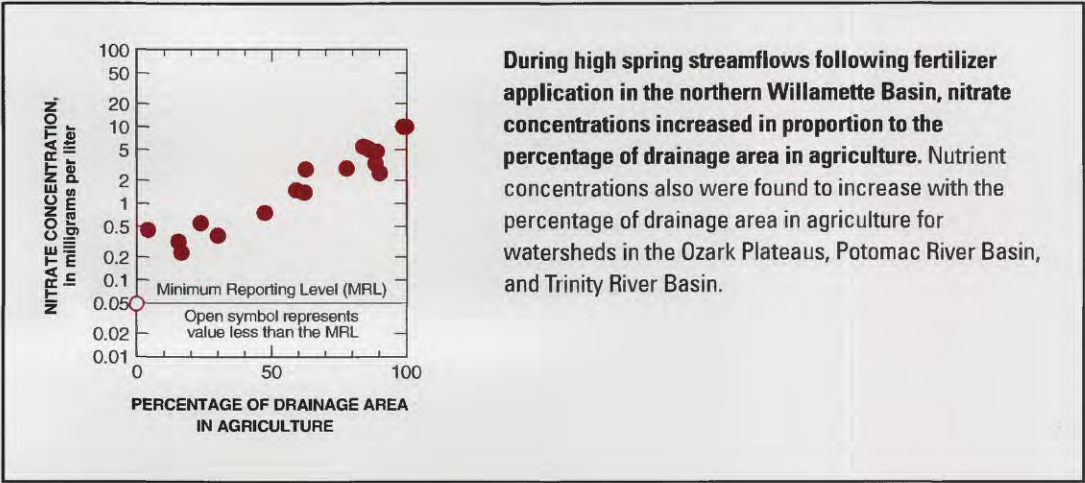 100
50
20
10
5
2
1
0.5
0.2
0.1
0.05
0.02
0.01
NITRATE CONCENTRATION,
in milligrams per liter
Minimum Reporting Level (MRL)
Open symbol represents
value less than the MRL
0
50
100
PERCENTAGE OF DRAINAGE AREA
IN AGRICULTURE
During high spring streamflows following fertilizer
application in the northern Willamette Basin, nitrate
concentrations increased in proportion to the
percentage of drainage area in agriculture. Nutrient
concentrations also were found to increase with the
percentage of drainage area in agriculture for
watersheds in the Ozark Plateaus, Potomac River Basin,
and Trinity River Basin.